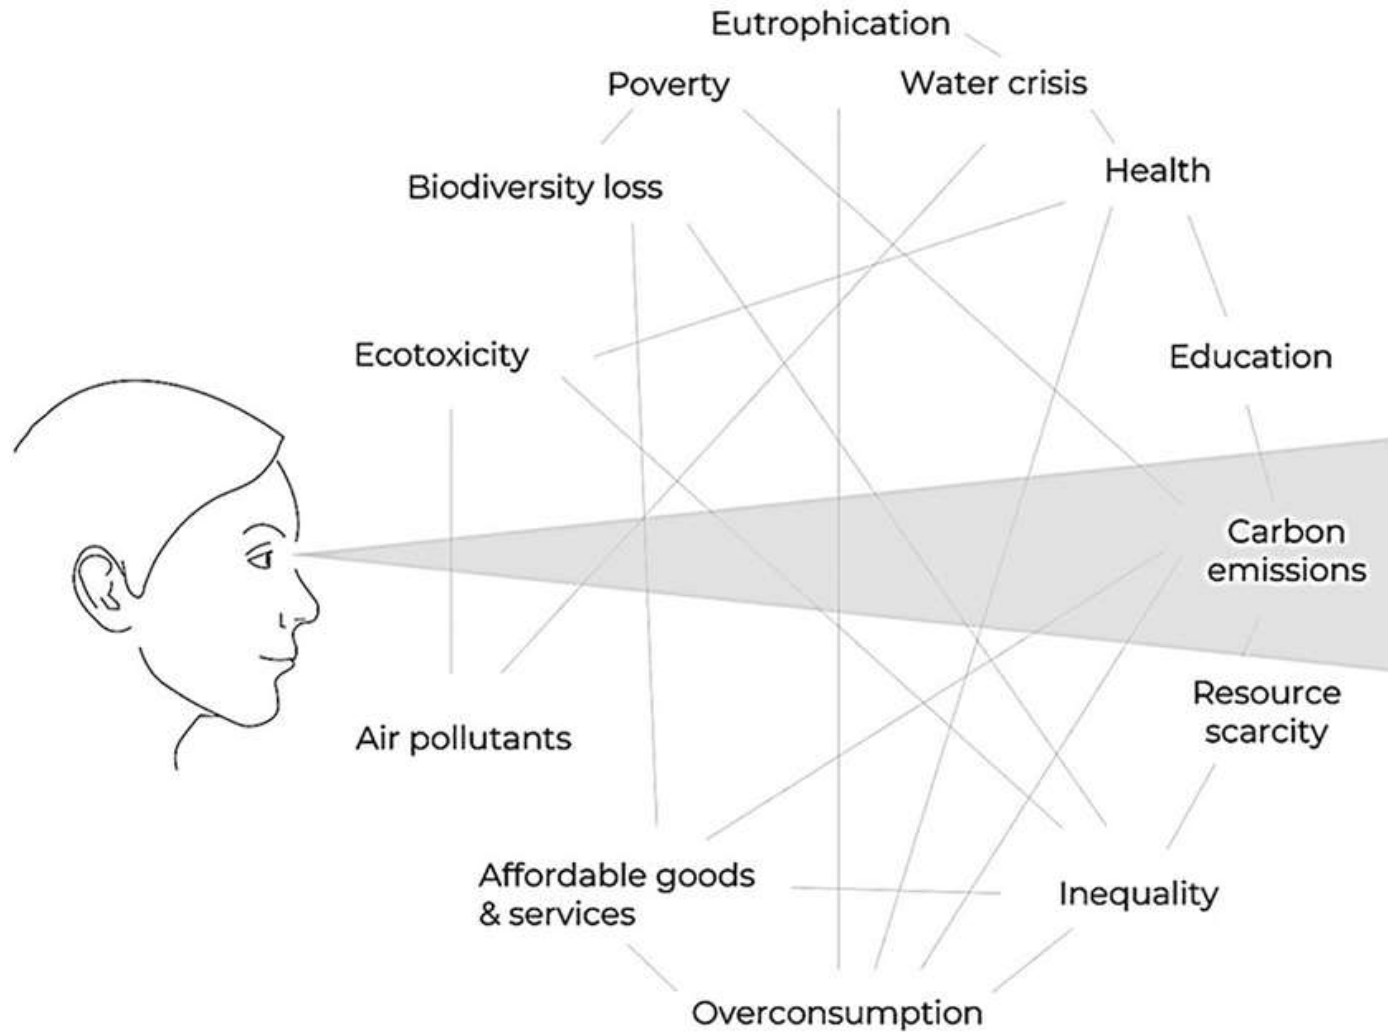 Eutrophication
Poverty
Water crisis
Health
Biodiversity loss
Ecotoxicity
Education
Carbon
emissions
Resource
scarcity
Air pollutants
Affordable goods
& services
Inequality
Overconsumption